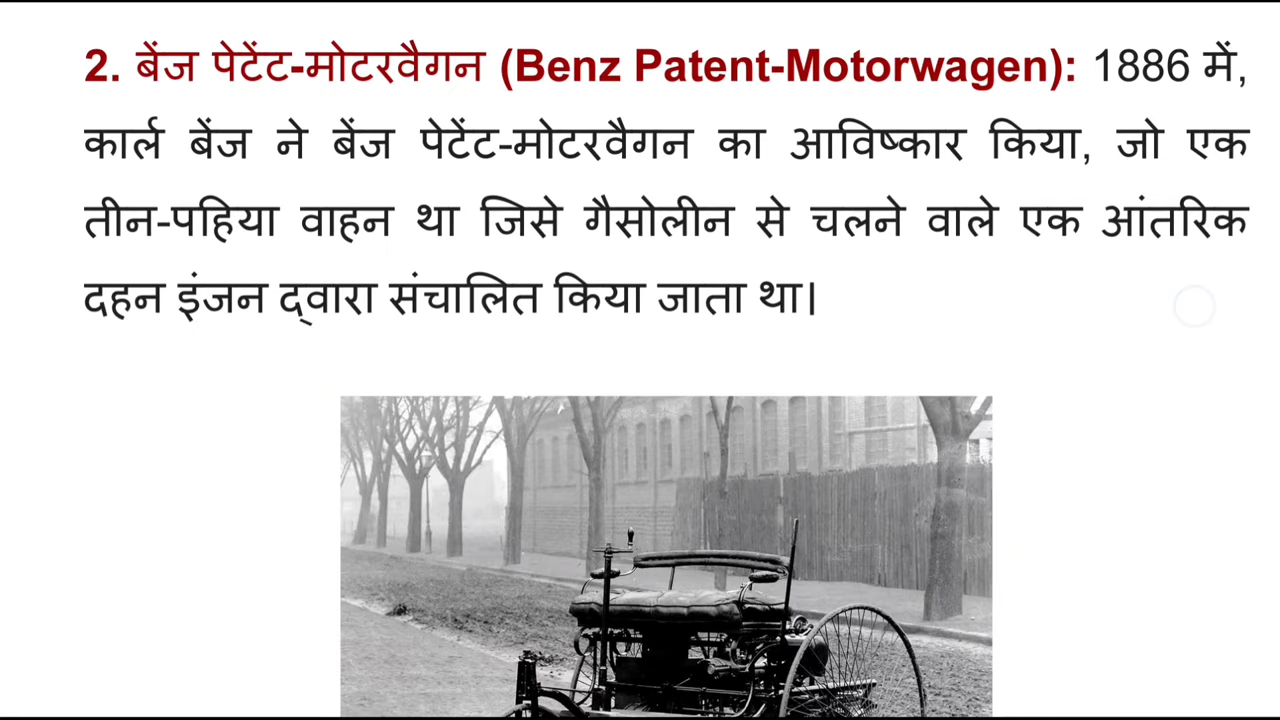 2. बेंज पेटेंट-मोटरवैगन (Benz Patent-Motorwagen): 1886 में,
कार्ल बेंज ने बेंज पेटेंट-मोटरवैगन का आविष्कार किया, जो एक
तीन-पहिया वाहन था जिसे गैसोलीन से चलने वाले एक आंतरिक
दहन इंजन द्वारा संचालित किया जाता था।